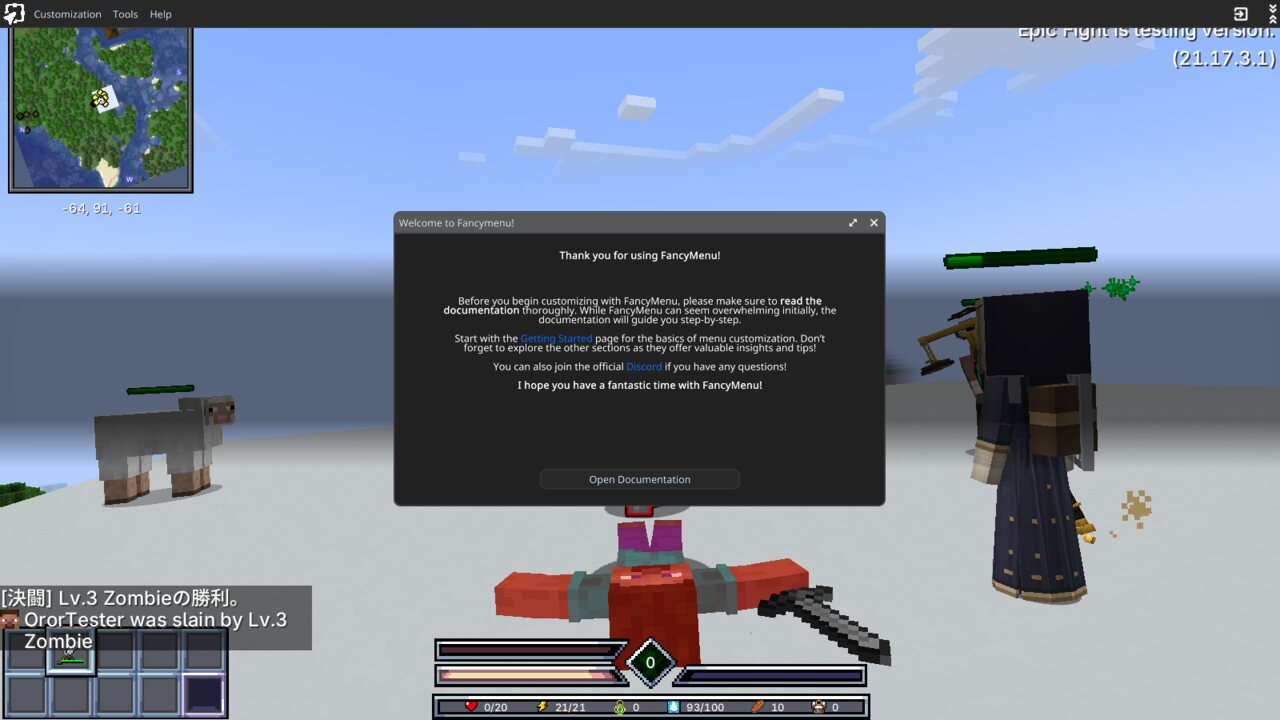 Customization Tools Help
Epic Fight is testing version.
(21.17.3.1)
S
N
W
-64, 91, -61
Welcome to Fancymenu!
Thank you for using FancyMenu!
Before you begin customizing with FancyMenu, please make sure to read the
documentation thoroughly. While FancyMenu can seem overwhelming initially, the
documentation will guide you step-by-step.
Start with the Getting Started page for the basics of menu customization. Don't
forget to explore the other sections as they offer valuable insights and tips!
You can also join the official Discord if you have any questions!
I hope you have a fantastic time with FancyMenu!
Open Documentation
[決闘] Lv.3 Zombieの勝利。
OrorTester was slain by Lv.3
Zombie
0
0/20 21/21 0 93/100 10 0